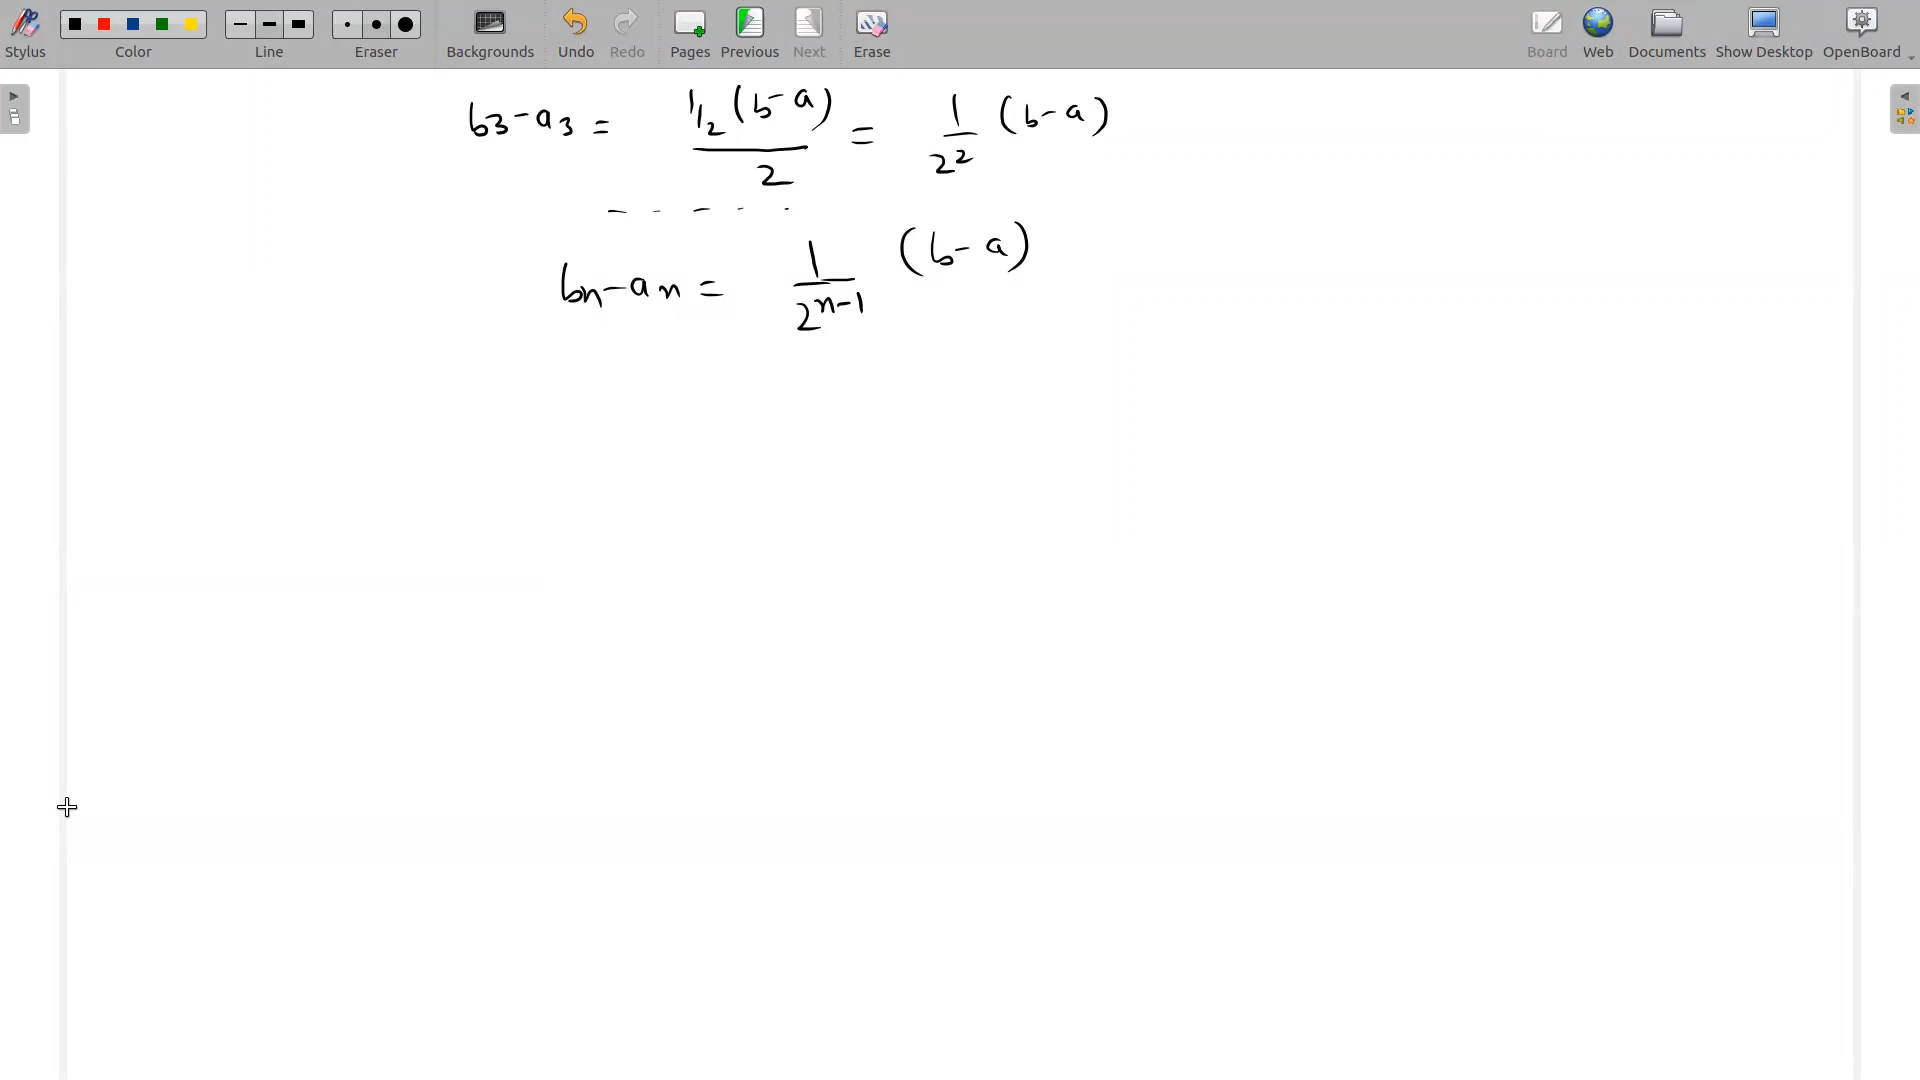 Stylus Color Line Eraser Backgrounds Undo Redo Pages Previous Next Erase Board Web Documents Show Desktop OpenBoard
b3-a3 = ½(b-a)/2 = 1/2² (b-a)
- - - - -
bn-an = 1/2ⁿ⁻¹ (b-a)